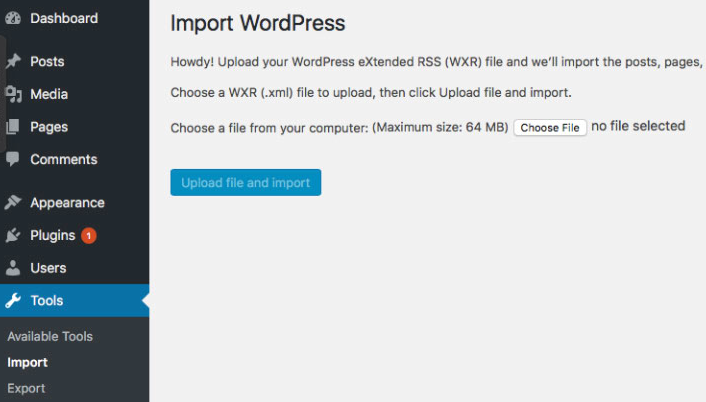 Dashboard
Posts
Media
Pages
Comments
Appearance
Plugins 1
Users
Tools
Available Tools
Import
Export
Import WordPress
Howdy! Upload your WordPress eXtended RSS (WXR) file and we'll import the posts, pages,
Choose a WXR (.xml) file to upload, then click Upload file and import.
Choose a file from your computer: (Maximum size: 64 MB) Choose File no file selected
Upload file and import